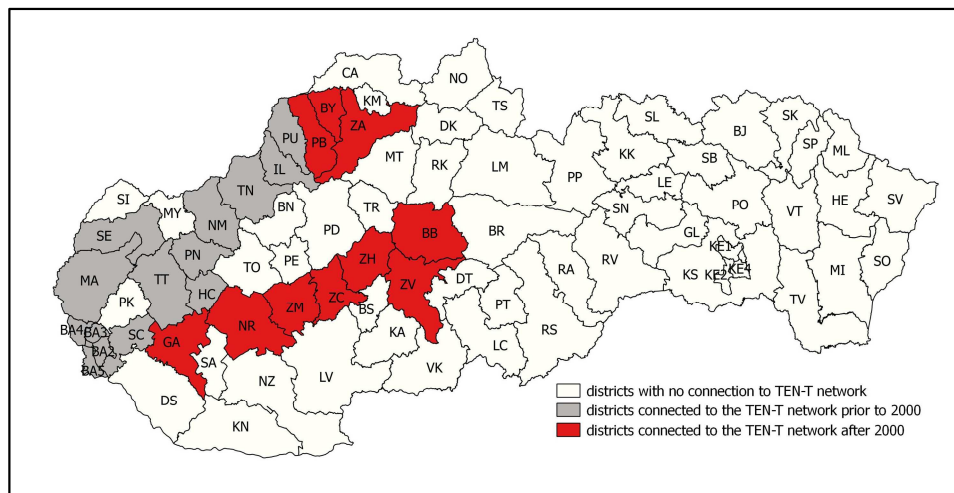 CA
NO
KM
TS
BY
ZA
PU
PB
DK
SL
BJ
SK
SP
ML
MT
RK
LM
KK
SB
IL
PP
TN
LE
SI
MY
BN
TR
SN
PO
VT
HE
SV
NM
SE
PD
BB
BR
GL
KE1
PN
TO
PE
ZH
RA
RV
KS
KE2
KE4
MI
SO
MA
TT
HC
ZM
ZC
ZV
DT
PK
BS
PT
TV
BA4
BA3
SC
GA
NR
KA
RS
BA2
BA5
SA
LC
NZ
LV
VK
DS
KN
districts with no connection to TEN-T network
districts connected to the TEN-T network prior to 2000
districts connected to the TEN-T network after 2000